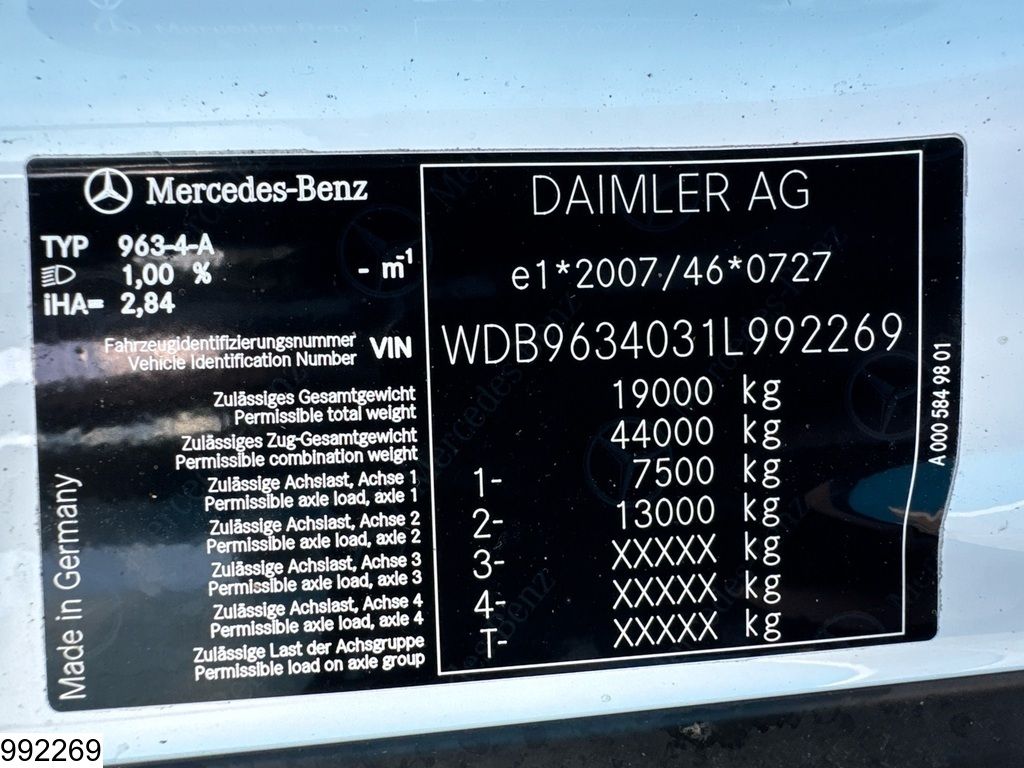 Mercedes-Benz
DAIMLER AG
TYP 963-4-A
1,00 % - m-1
iHA= 2,84
e1*2007/46*0727
Fahrzeugidentifizierungsnummer
Vehicle Identification Number
VIN WDB9634031L992269
Zulässiges Gesamtgewicht
Permissible total weight
19000 kg
Zulässiges Zug-Gesamtgewicht
Permissible combination weight
44000 kg
Zulässige Achslast, Achse 1
Permissible axle load, axle 1
1- 7500 kg
Zulässige Achslast, Achse 2
Permissible axle load, axle 2
2- 13000 kg
Zulässige Achslast, Achse 3
Permissible axle load, axle 3
3- XXXXX kg
Zulässige Achslast, Achse 4
Permissible axle load, axle 4
4- XXXXX kg
Zulässige Last der Achsgruppe
Permissible load on axle group
T- XXXXX kg
Made in Germany
A 000 584 98 01
992269